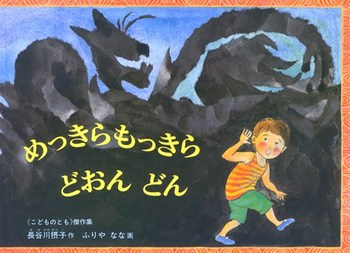 めっきらもっきら
どおん どん
〈こどものとも〉傑作集
長谷川摂子 作 ふりや なな 画